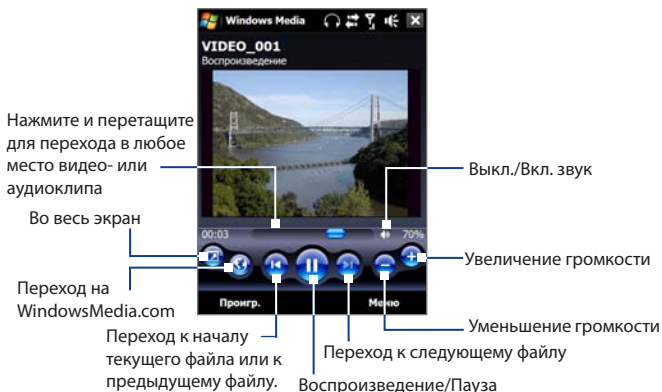 Windows Media
VIDEO_001
Воспроизведение
Нажмите и перетащите
для перехода в любое
место видео- или
аудиоклипа
Выкл./Вкл. звук
Во весь экран
00:03
70%
Увеличение громкости
Переход на
WindowsMedia.com
Проигр.
Меню
Уменьшение громкости
Переход к началу
текущего файла или к
предыдущему файлу.
Переход к следующему файлу
Воспроизведение/Пауза